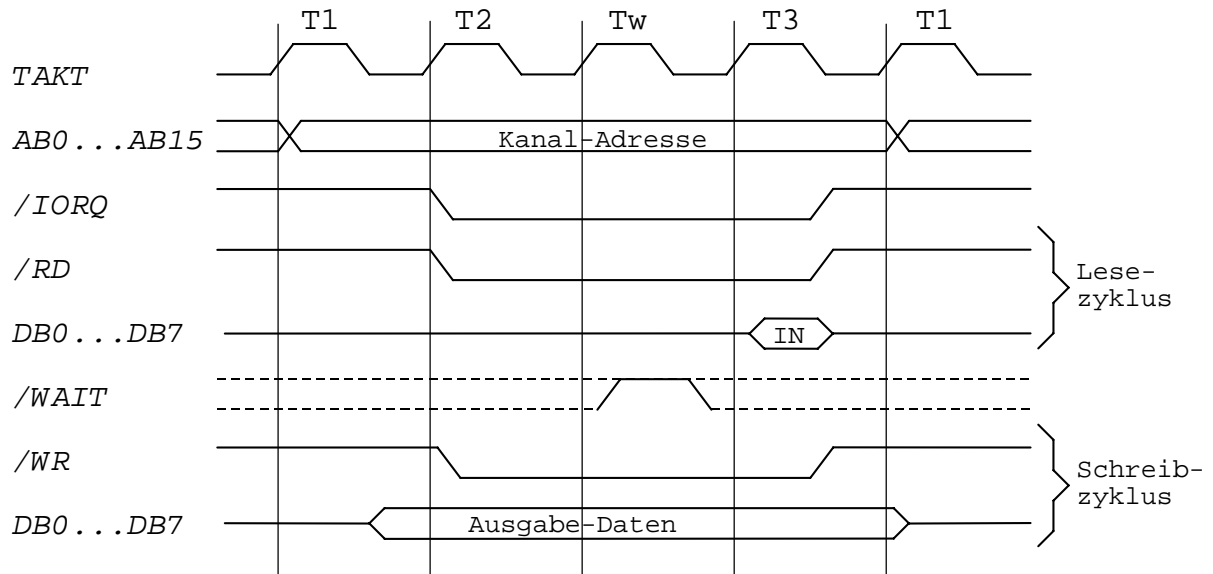 T1 T2 Tw T3 T1
TAKT
AB0...AB15 Kanal-Adresse
/IORQ
/RD
Lese-
zyklus
DB0...DB7 IN
/WAIT
/WR
Schreib-
zyklus
DB0...DB7 Ausgabe-Daten